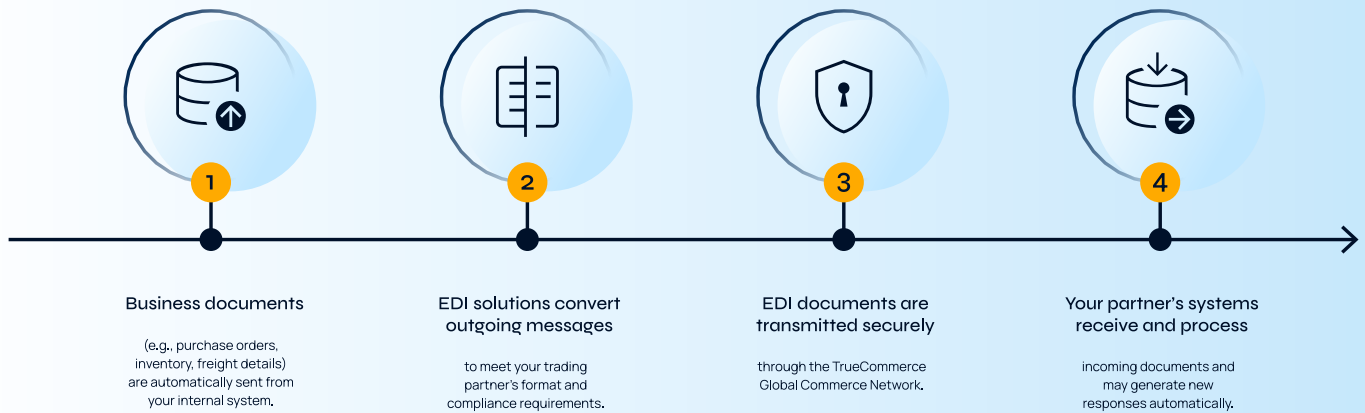 1
Business documents
(e.g., purchase orders,
inventory, freight details)
are automatically sent from
your internal system.
2
EDI solutions convert
outgoing messages
to meet your trading
partner's format and
compliance requirements.
3
EDI documents are
transmitted securely
through the TrueCommerce
Global Commerce Network.
4
Your partner's systems
receive and process
incoming documents and
may generate new
responses automatically.